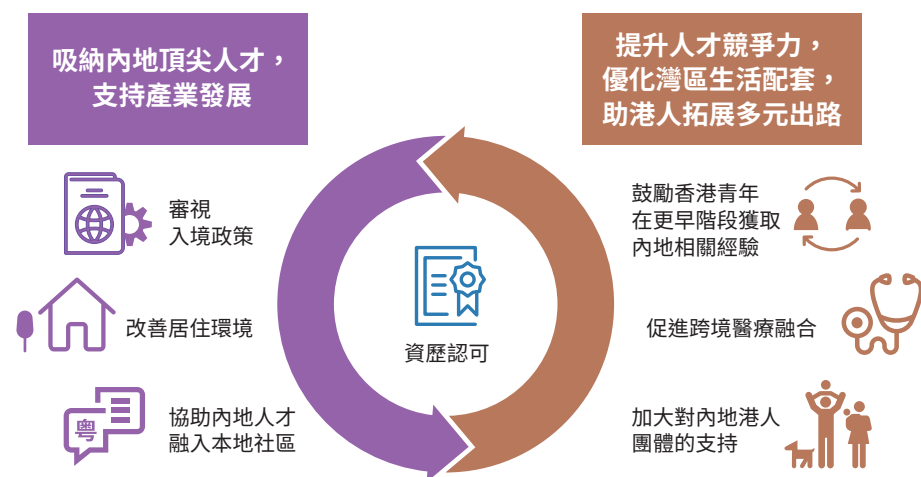 吸納內地頂尖人才，
支持產業發展
審視
入境政策
改善居住環境
粵
協助內地人才
融入本地社區
資歷認可
提升人才競爭力，
優化灣區生活配套，
助港人拓展多元出路
鼓勵香港青年
在更早階段獲取
內地相關經驗
促進跨境醫療融合
加大對內地港人
團體的支持